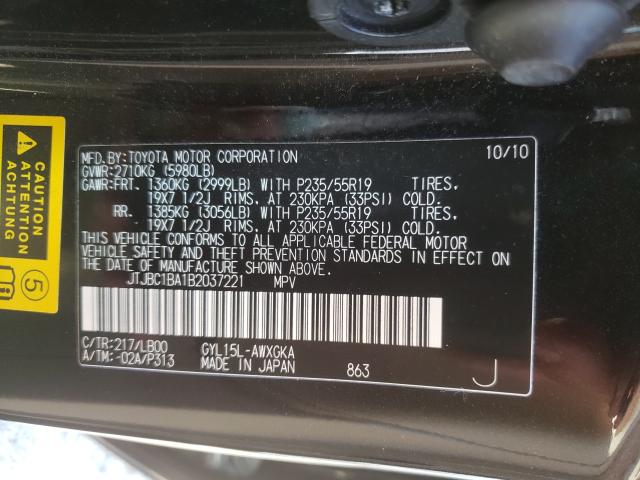 MFD.BY:TOYOTA MOTOR CORPORATION 10/10
GVWR:2710KG (5980LB)
GAWR:FRT. 1360KG (2999LB) WITH P235/55R19 TIRES,
19X7 1/2J RIMS, AT 230KPA (33PSI) COLD.
RR. 1385KG (3056LB) WITH P235/55R19 TIRES,
19X7 1/2J RIMS, AT 230KPA (33PSI) COLD.
THIS VEHICLE CONFORMS TO ALL APPLICABLE FEDERAL MOTOR
VEHICLE SAFETY AND THEFT PREVENTION STANDARDS IN EFFECT ON
THE DATE OF MANUFACTURE SHOWN ABOVE.
JTJBC1BA1B2037221 MPV
C/TR:217/LB00 GYL15L-AWXGKA
A/TM:-02A/P313 MADE IN JAPAN 863 J
CAUTION
ACHTUNG
5